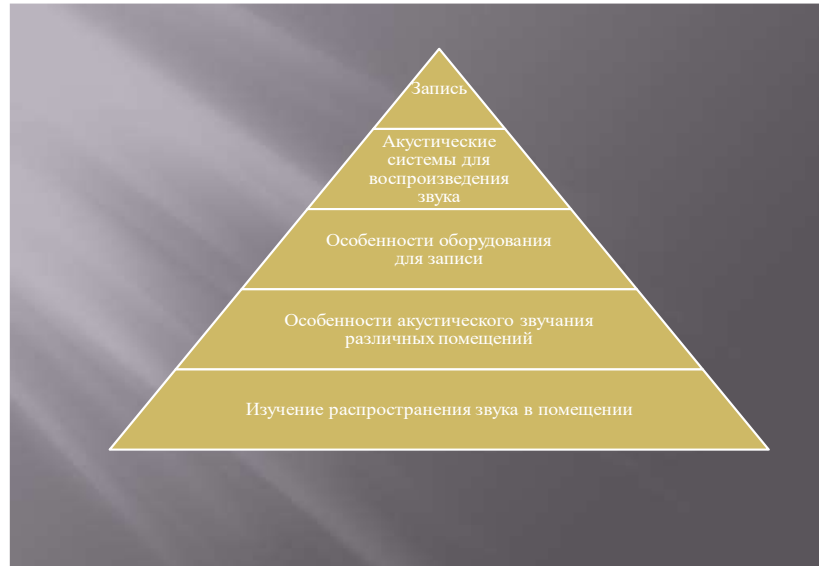 Запись
Акустические
системы для
воспроизведения
звука
Особенности оборудования
для записи
Особенности акустического звучания
различных помещений
Изучение распространения звука в помещении